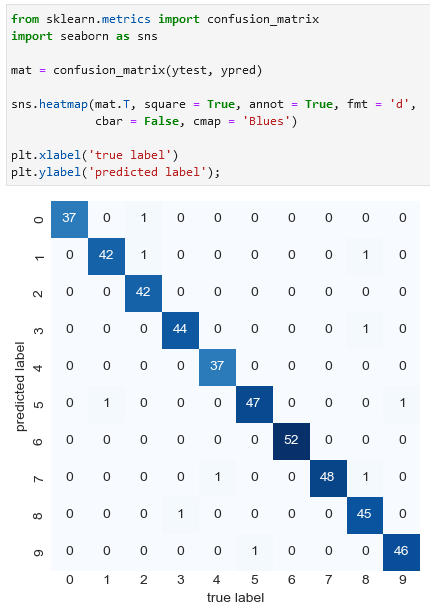 from sklearn.metrics import confusion_matrix
import seaborn as sns
mat = confusion_matrix(ytest, ypred)
sns.heatmap(mat.T, square = True, annot = True, fmt = 'd',
cbar = False, cmap = 'Blues')
plt.xlabel('true label')
plt.ylabel('predicted label');
0 37 0 1 0 0 0 0 0 0 0
1 0 42 1 0 0 0 0 0 1 0
2 0 0 42 0 0 0 0 0 0 0
3 0 0 0 44 0 0 0 0 1 0
4 0 0 0 0 37 0 0 0 0 0
5 0 1 0 0 0 47 0 0 0 1
6 0 0 0 0 0 0 52 0 0 0
7 0 0 0 0 1 0 0 48 1 0
8 0 0 0 1 0 0 0 0 45 0
9 0 0 0 0 0 1 0 0 0 46
predicted label
0 1 2 3 4 5 6 7 8 9
true label